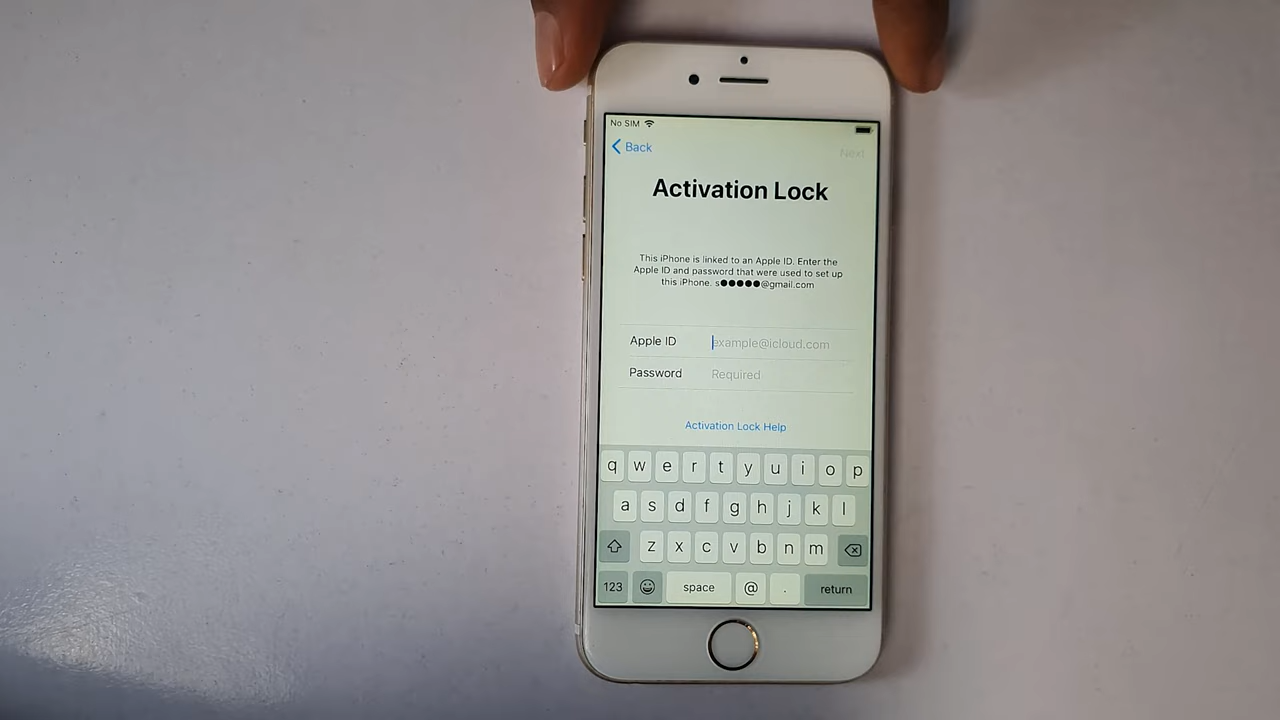 No SIM
Back
Next
Activation Lock
This iPhone is linked to an Apple ID. Enter the
Apple ID and password that were used to set up
this iPhone. s●●●●●@gmail.com
Apple ID example@icloud.com
Password Required
Activation Lock Help
q w e r t y u i o p
a s d f g h j k l
z x c v b n m
123 space @ . return